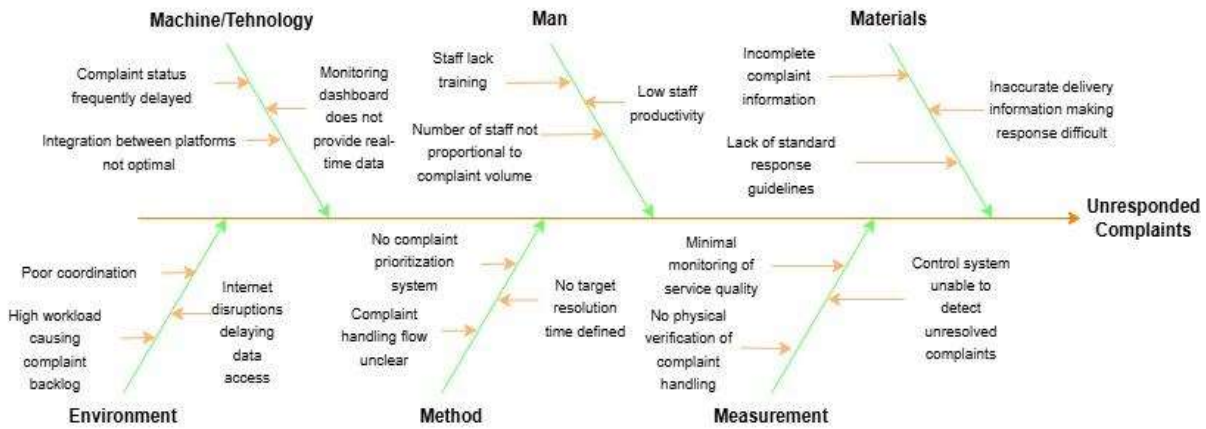 Machine/Tehnology
Man
Materials
Complaint status
frequently delayed
Integration between platforms
not optimal
Monitoring
dashboard
does not
provide real-
time data
Staff lack
training
Number of staff not
proportional to
complaint volume
Low staff
productivity
Incomplete
complaint
information
Lack of standard
response
guidelines
Inaccurate delivery
information making
response difficult
Unresponded
Complaints
Poor coordination
High workload
causing
complaint
backlog
Internet
disruptions
delaying
data
access
No complaint
prioritization
system
Complaint
handling flow
unclear
No target
resolution
time defined
Minimal
monitoring of
service quality
No physical
verification of
complaint
handling
Control system
unable to
detect
unresolved
complaints
Environment
Method
Measurement